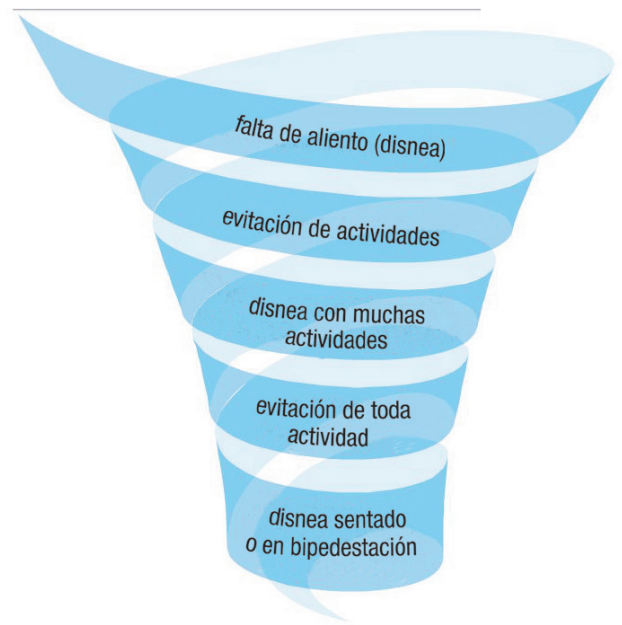 falta de aliento (disnea)
evitación de actividades
disnea con muchas
actividades
evitación de toda
actividad
disnea sentado
o en bipedestación